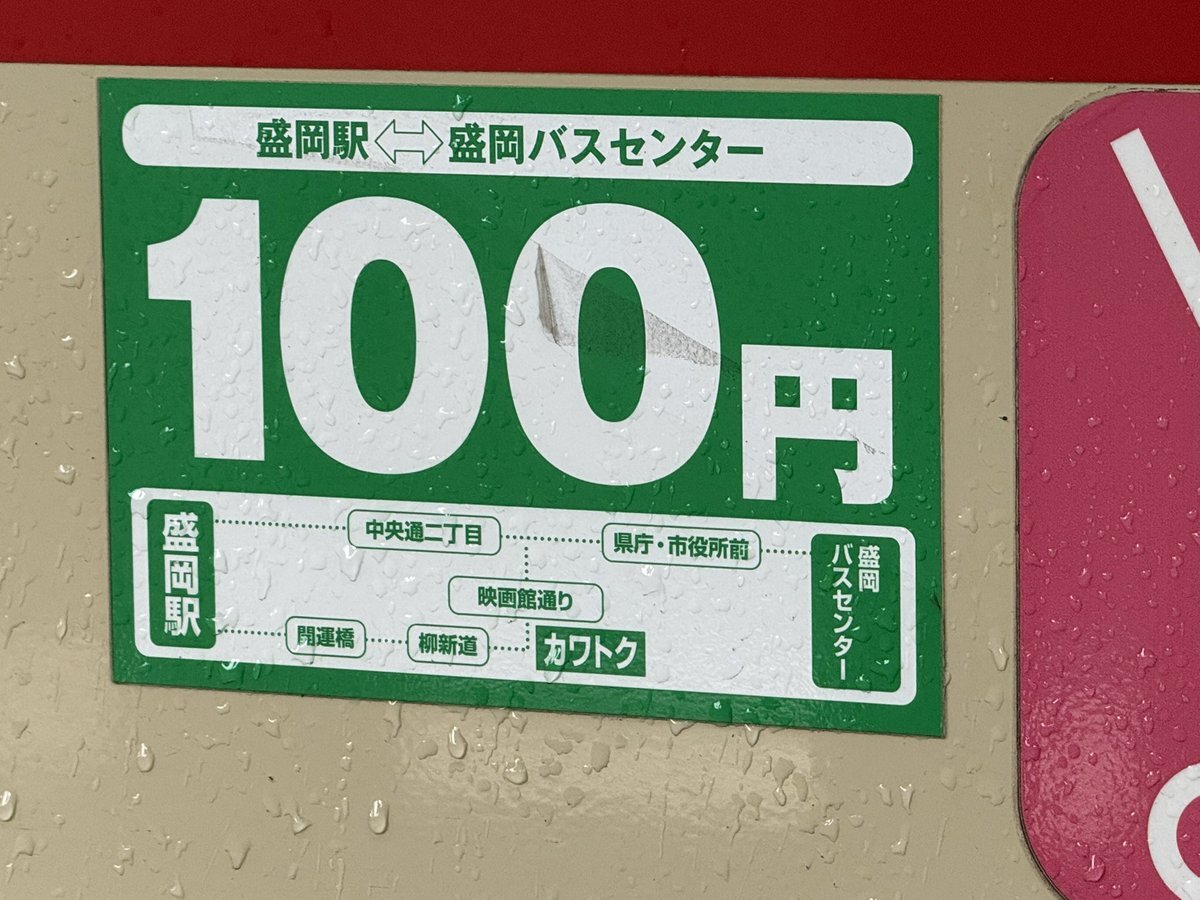 盛岡駅⇔盛岡バスセンター
100円
盛岡駅
中央通二丁目
県庁・市役所前
映画館通り
開運橋
柳新道
カワトク
盛岡
バスセンター